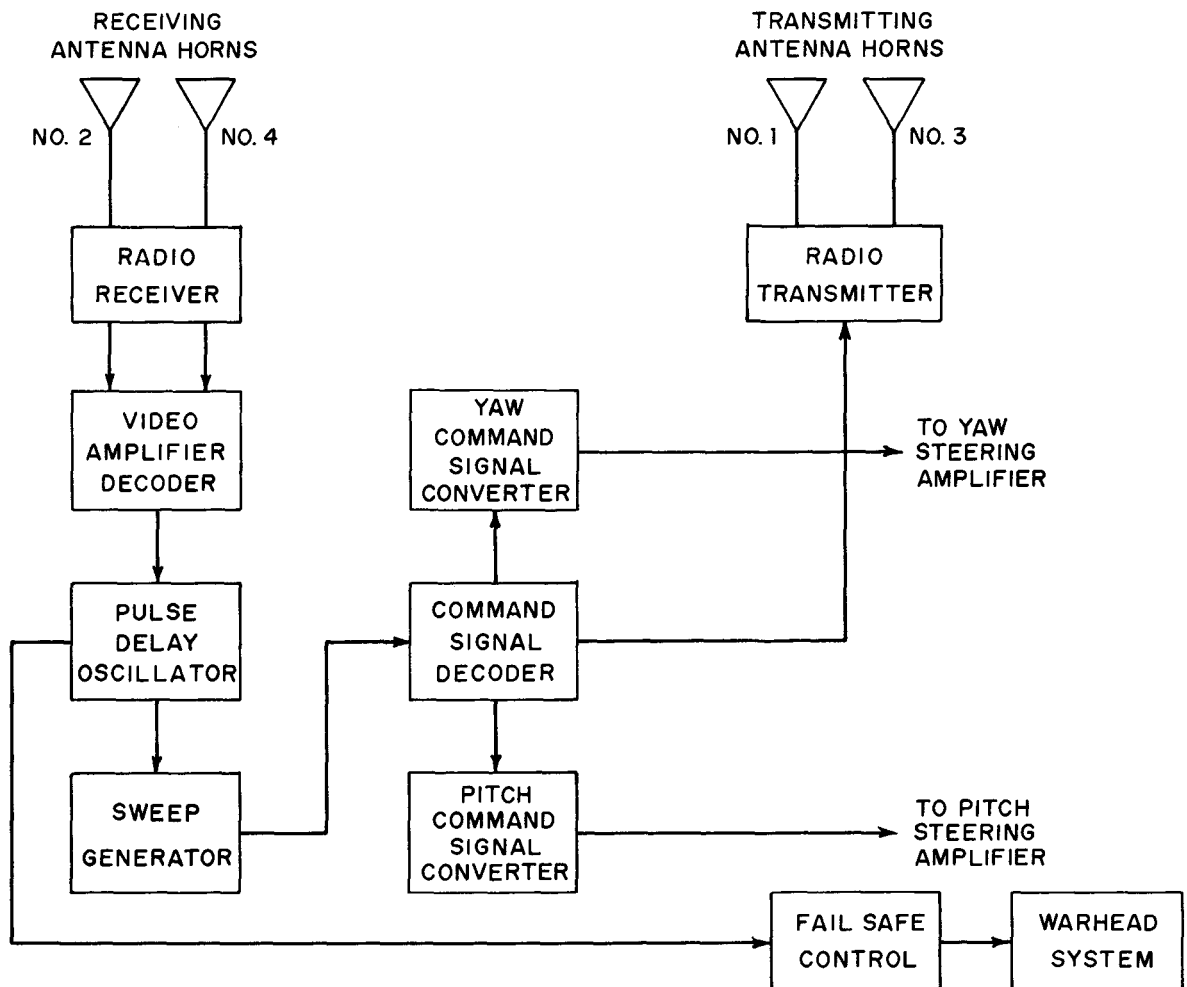 RECEIVING
ANTENNA HORNS
TRANSMITTING
ANTENNA HORNS
NO. 2
NO. 4
NO. 1
NO. 3
RADIO
RECEIVER
RADIO
TRANSMITTER
VIDEO
AMPLIFIER
DECODER
YAW
COMMAND
SIGNAL
CONVERTER
TO YAW
STEERING
AMPLIFIER
PULSE
DELAY
OSCILLATOR
COMMAND
SIGNAL
DECODER
SWEEP
GENERATOR
PITCH
COMMAND
SIGNAL
CONVERTER
TO PITCH
STEERING
AMPLIFIER
FAIL SAFE
CONTROL
WARHEAD
SYSTEM